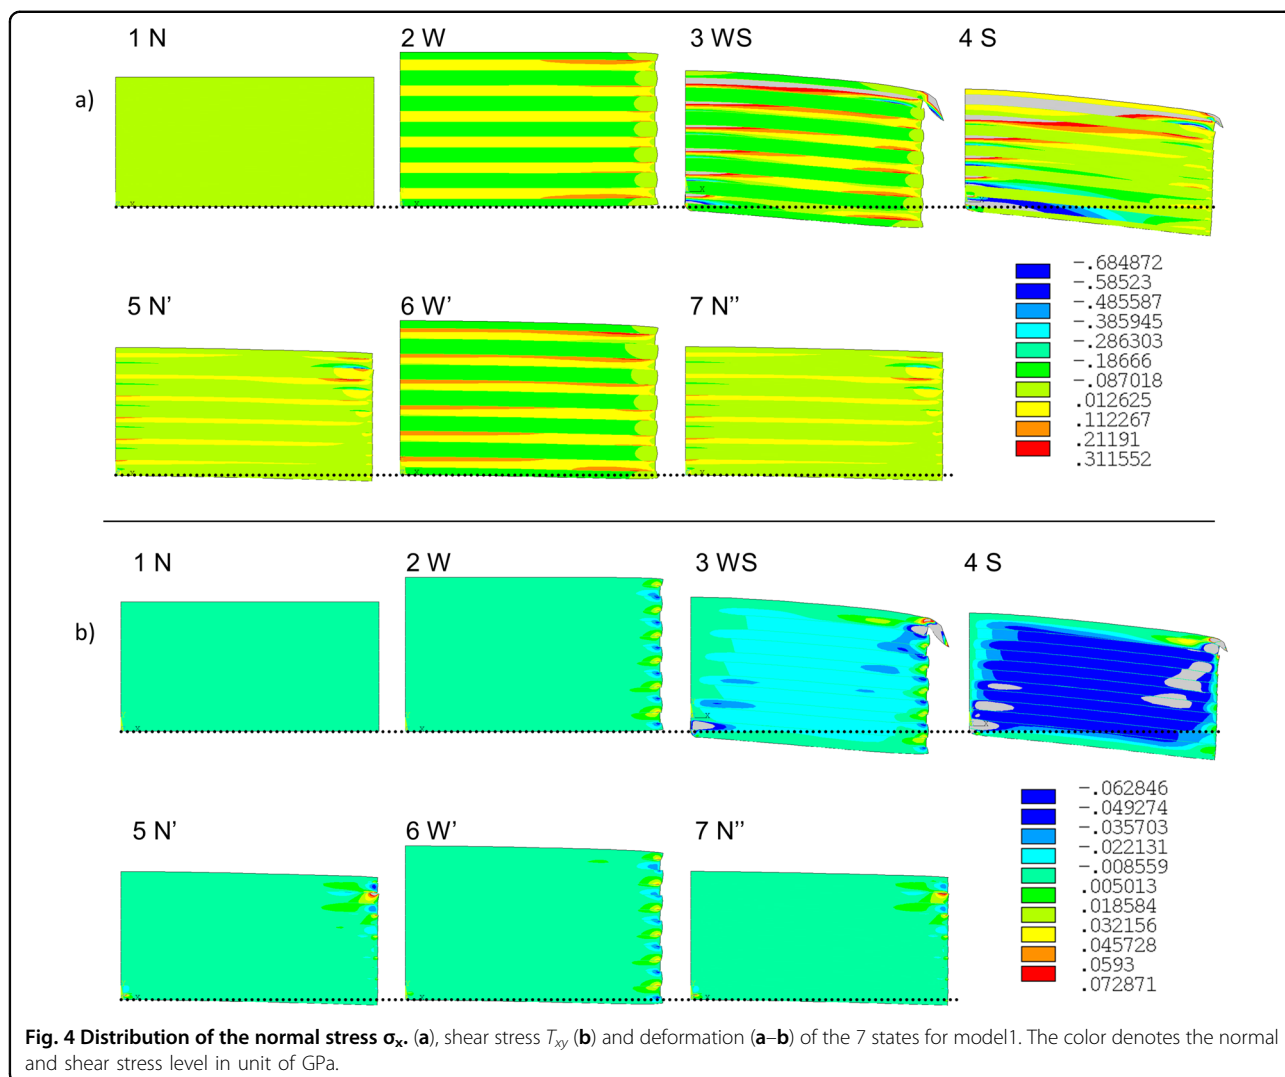 1 N
2 W
3 WS
4 S
a)
5 N’
6 W’
7 N’’
-.684872
-.58523
-.485587
-.385945
-.286303
-.18666
-.087018
.012625
.112267
.21191
.311552
1 N
2 W
3 WS
4 S
b)
5 N’
6 W’
7 N’’
-.062846
-.049274
-.035703
-.022131
-.008559
.005013
.018584
.032156
.045728
.0593
.072871
Fig. 4 Distribution of the normal stress σx. (a), shear stress Txy (b) and deformation (a–b) of the 7 states for model1. The color denotes the normal
and shear stress level in unit of GPa.